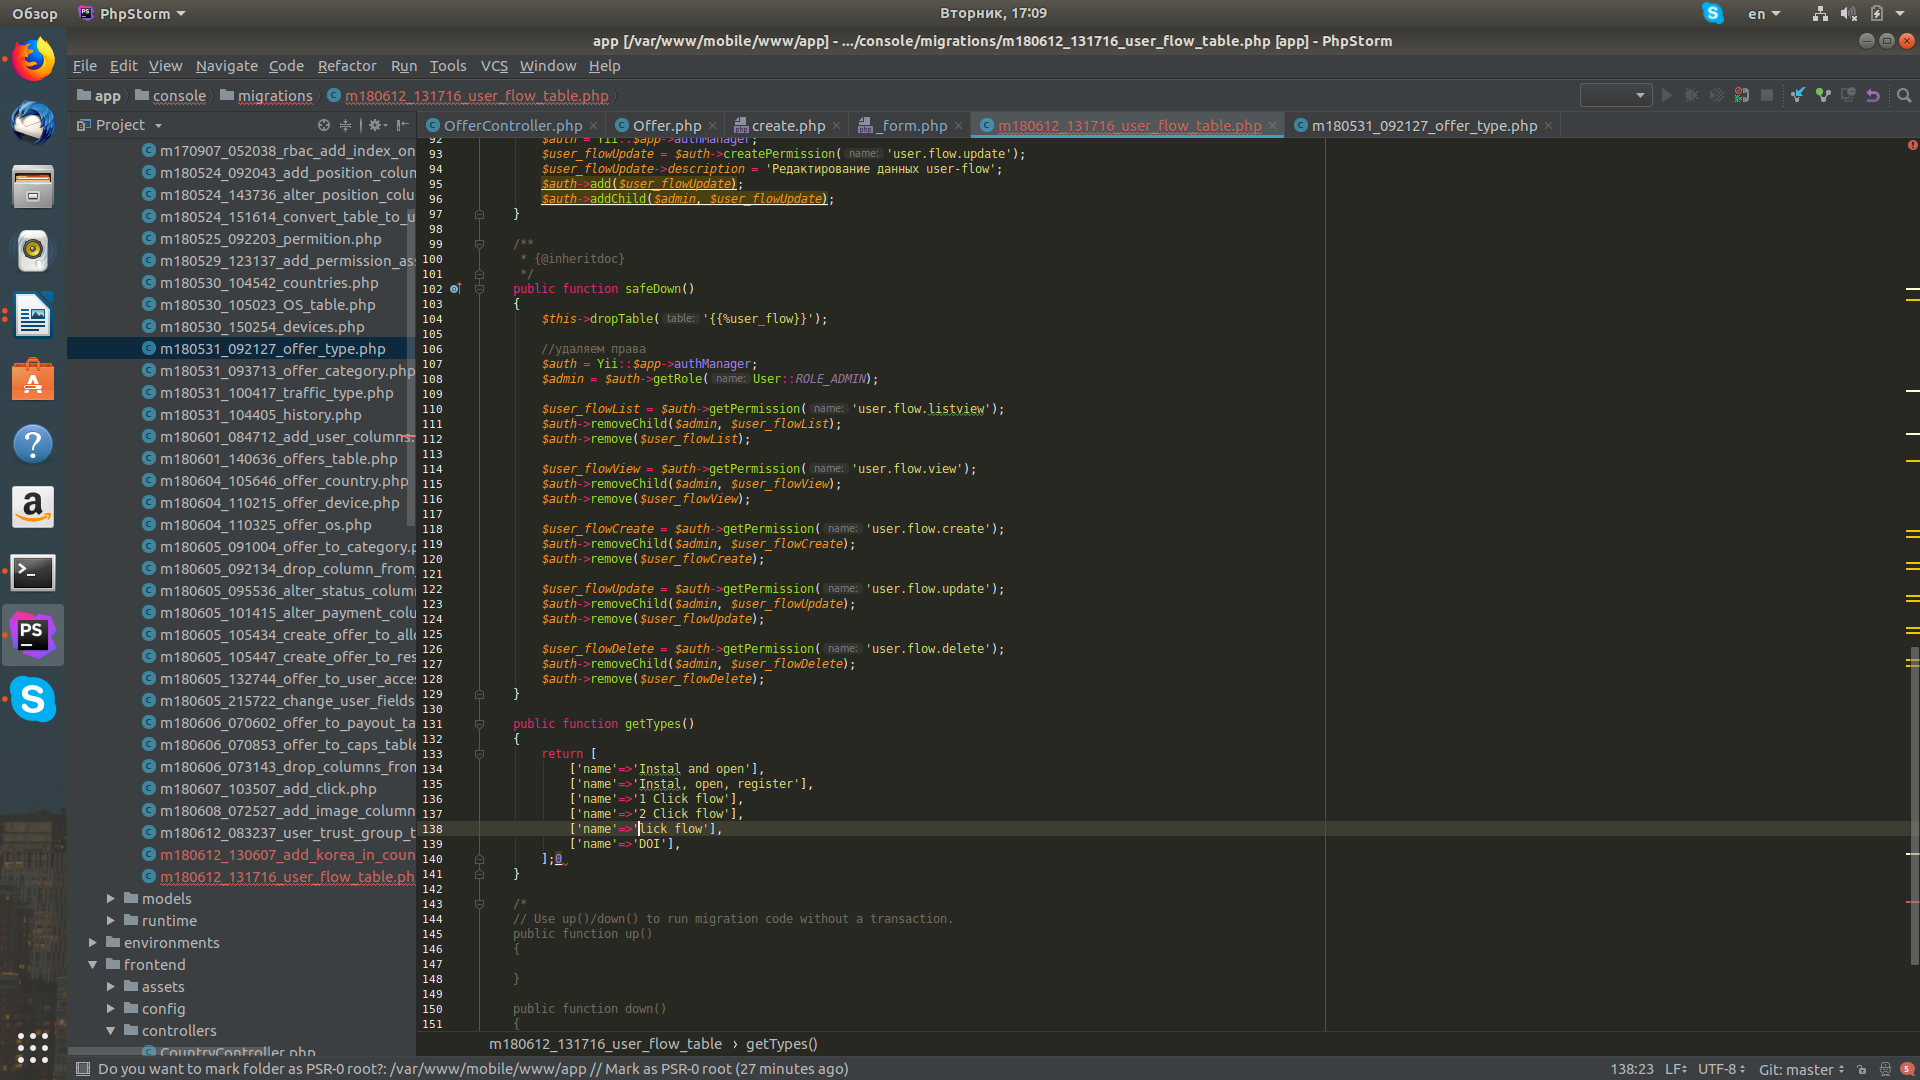 Обзор
PhpStorm
Вторник, 17:09
en
app [/var/www/mobile/www/app] - .../console/migrations/m180612_131716_user_flow_table.php [app] - PhpStorm
File Edit View Navigate Code Refactor Run Tools VCS Window Help
app console migrations m180612_131716_user_flow_table.php
Project
OfferController.php Offer.php create.php _form.php m180612_131716_user_flow_table.php m180531_092127_offer_type.php
m170907_052038_rbac_add_index_on
m180524_092043_add_position_colum
m180524_143736_alter_position_colu
m180524_151614_convert_table_to_u
m180525_092203_permition.php
m180529_123137_add_permission_as
m180530_104542_countries.php
m180530_105023_OS_table.php
m180530_150254_devices.php
m180531_092127_offer_type.php
m180531_093713_offer_category.php
m180531_100417_traffic_type.php
m180531_104405_history.php
m180601_084712_add_user_columns.
m180601_140636_offers_table.php
m180604_105646_offer_country.php
m180604_110215_offer_device.php
m180604_110325_offer_os.php
m180605_091004_offer_to_category.p
m180605_092134_drop_column_from_
m180605_095536_alter_status_column
m180605_101415_alter_payment_colu
m180605_105434_create_offer_to_allo
m180605_105447_create_offer_to_res
m180605_132744_offer_to_user_acces
m180605_215722_change_user_fields
m180606_070602_offer_to_payout_ta
m180606_070853_offer_to_caps_table
m180606_073143_drop_columns_from
m180607_103507_add_click.php
m180608_072527_add_image_column
m180612_083237_user_trust_group_t
m180612_130607_add_korea_in_coun
m180612_131716_user_flow_table.ph
models
runtime
environments
frontend
assets
config
controllers
CountryController.php
92 $auth = Yii::$app->authManager;
93 $user_flowUpdate = $auth->createPermission( name: 'user.flow.update');
94 $user_flowUpdate->description = 'Редактирование данных user-flow';
95 $auth->add($user_flowUpdate);
96 $auth->addChild($admin, $user_flowUpdate);
97 }
98
99 /**
100 * {@inheritdoc}
101 */
102 public function safeDown()
103 {
104 $this->dropTable( table: '{{%user_flow}}');
105
106 //удаляем права
107 $auth = Yii::$app->authManager;
108 $admin = $auth->getRole( name: User::ROLE_ADMIN);
109
110 $user_flowList = $auth->getPermission( name: 'user.flow.listview');
111 $auth->removeChild($admin, $user_flowList);
112 $auth->remove($user_flowList);
113
114 $user_flowView = $auth->getPermission( name: 'user.flow.view');
115 $auth->removeChild($admin, $user_flowView);
116 $auth->remove($user_flowView);
117
118 $user_flowCreate = $auth->getPermission( name: 'user.flow.create');
119 $auth->removeChild($admin, $user_flowCreate);
120 $auth->remove($user_flowCreate);
121
122 $user_flowUpdate = $auth->getPermission( name: 'user.flow.update');
123 $auth->removeChild($admin, $user_flowUpdate);
124 $auth->remove($user_flowUpdate);
125
126 $user_flowDelete = $auth->getPermission( name: 'user.flow.delete');
127 $auth->removeChild($admin, $user_flowDelete);
128 $auth->remove($user_flowDelete);
129 }
130
131 public function getTypes()
132 {
133 return [
134 ['name'=>'Instal and open'],
135 ['name'=>'Instal, open, register'],
136 ['name'=>'1 Click flow'],
137 ['name'=>'2 Click flow'],
138 ['name'=>'lick flow'],
139 ['name'=>'DOI'],
140 ];0
141 }
142
143 /*
144 // Use up()/down() to run migration code without a transaction.
145 public function up()
146 {
147
148 }
149
150 public function down()
151 {
m180612_131716_user_flow_table › getTypes()
Do you want to mark folder as PSR-0 root?: /var/www/mobile/www/app // Mark as PSR-0 root (27 minutes ago)
138:23 LF UTF-8 Git: master 5